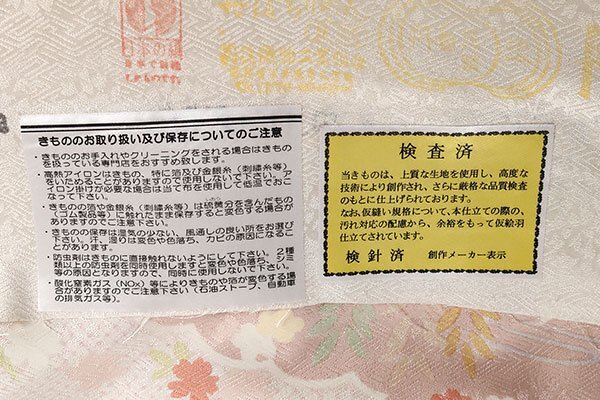 日本の絹
きもののお取り扱い及び保存についてのご注意
・きもののお手入れやクリーニングをされる場合はきもの
を扱っている専門店をおすすめ致します。
・高熱アイロンはきもの、特に箔及び金銀糸（刺繍糸等）
をいためることがありますので使用しないで下さい。ア
イロン掛けが必要な場合は当て布を使用して低温でおこ
なって下さい。
・きものの箔や金銀糸（刺繍糸等）は硫黄分を含んだもの
（ゴム製品等）に触れたまま保存すると変色する場合が
ありますのでご注意下さい。
・きものの保存は湿気の少ない、風通しの良い所をお選び
下さい。汗、湿りは変色や色落ち、カビの原因になるこ
とがあります。
・防虫剤はきものに直接触れないようにして下さい。2種
類以上の防虫剤を同時使用しますと変色や色落ち、シミ
等の原因となりますので、同時に使用しないで下さい。
・酸化窒素ガス（NOx）等によりきものや箔が変色する場
合がありますのでご注意下さい（石油ストーブ、自動車
の排気ガス等）。
検査済
当きものは、上質な生地を使用し、高度な
技術により創作され、さらに厳格な品質検査
のもとに仕上げられております。
なお、仮縫い規格について、本仕立ての際の、
汚れ対応の配慮から、余裕をもって仮絵羽
仕立てされています。
検針済 創作メーカー表示